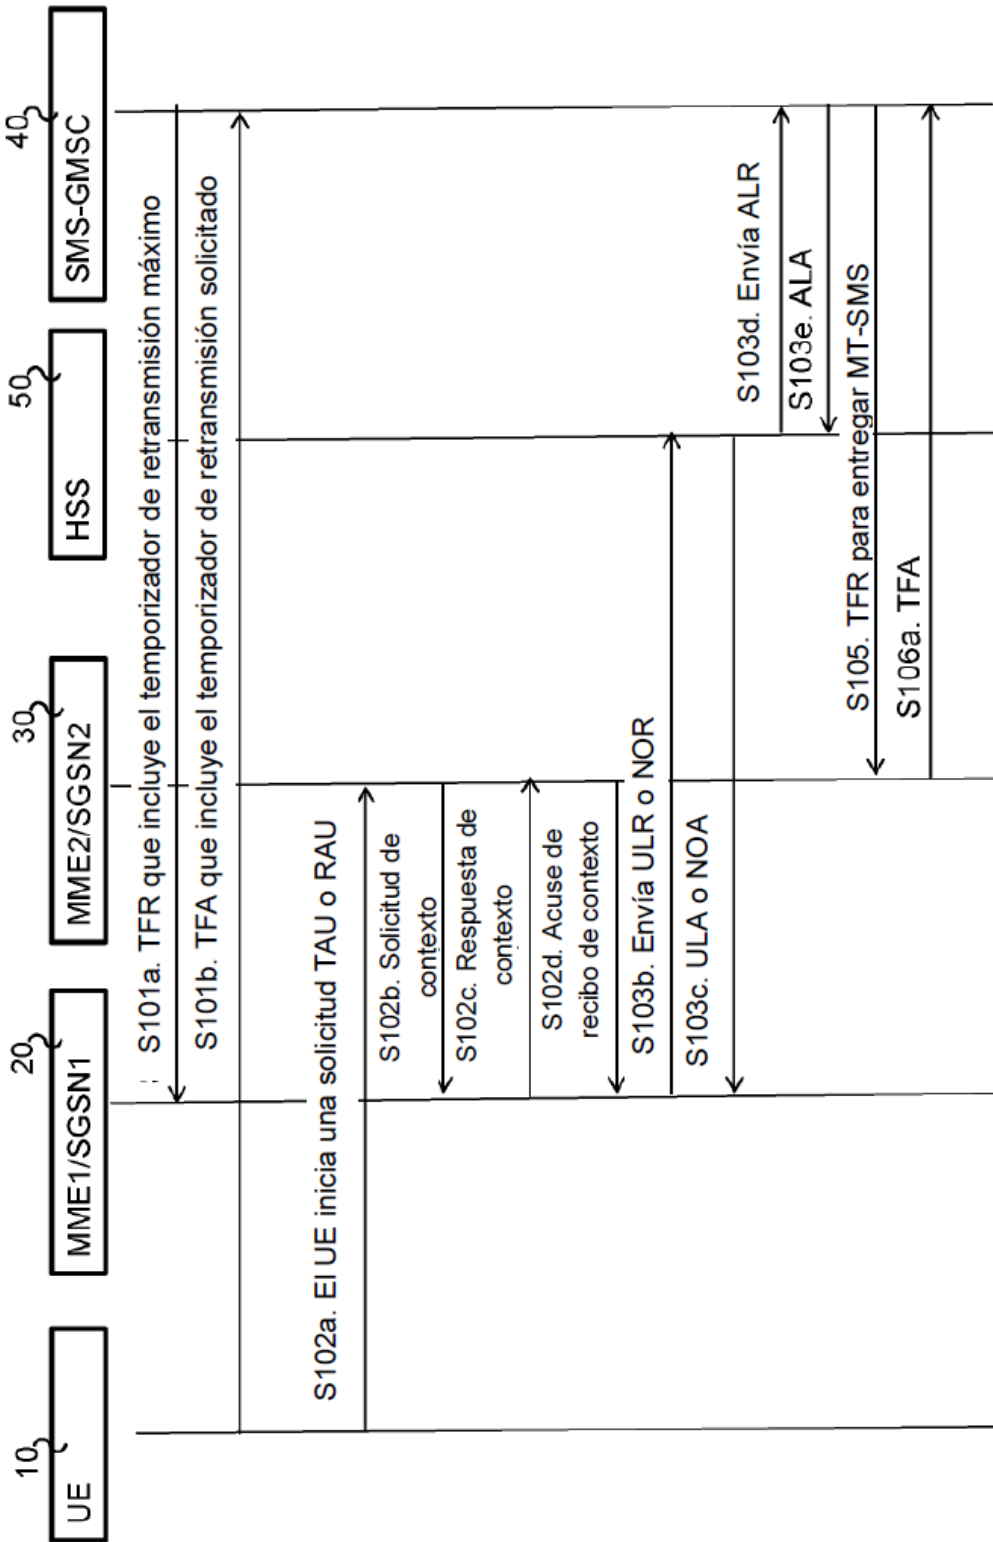 10
UE
20
MME1/SGSN1
30
MME2/SGSN2
50
HSS
40
SMS-GMSC
S101a. TFR que incluye el temporizador de retransmisión máximo
S101b. TFA que incluye el temporizador de retransmisión solicitado
S102a. El UE inicia una solicitud TAU o RAU
S102b. Solicitud de
contexto
S102c. Respuesta de
contexto
S102d. Acuse de
recibo de contexto
S103b. Envía ULR o NOR
S103c. ULA o NOA
S103d. Envía ALR
S103e. ALA
S105. TFR para entregar MT-SMS
S106a. TFA